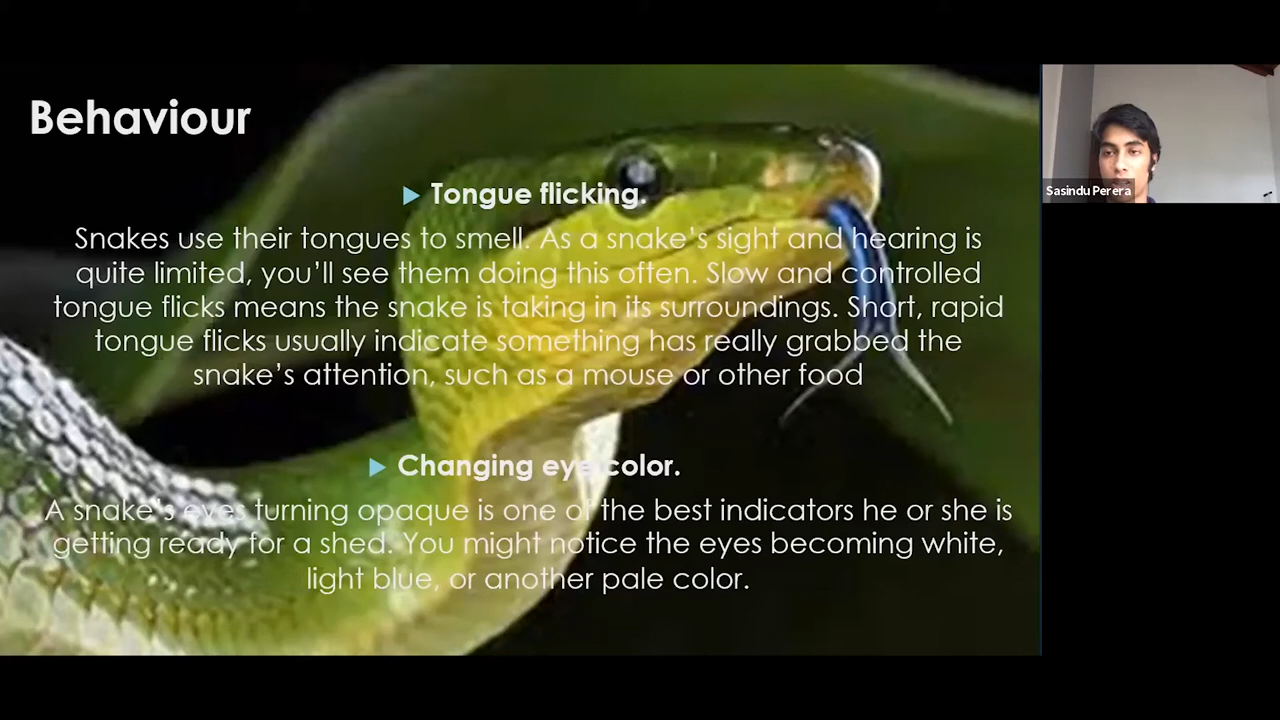 Behaviour
Tongue flicking.
Snakes use their tongues to smell. As a snake's sight and hearing is
quite limited, you'll see them doing this often. Slow and controlled
tongue flicks means the snake is taking in its surroundings. Short, rapid
tongue flicks usually indicate something has really grabbed the
snake's attention, such as a mouse or other food
Changing eye color.
A snake's eyes turning opaque is one of the best indicators he or she is
getting ready for a shed. You might notice the eyes becoming white,
light blue, or another pale color.
Sasindu Perera